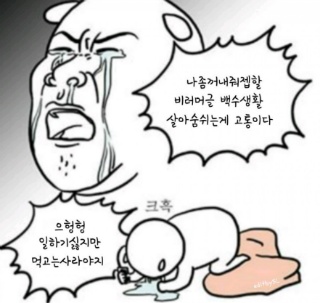 나좀꺼내줘젭할
비러머글 백수생활
살아숨쉬는게 고통이다
크흑
으헝헝
일하기싫지만
먹고는사라야지